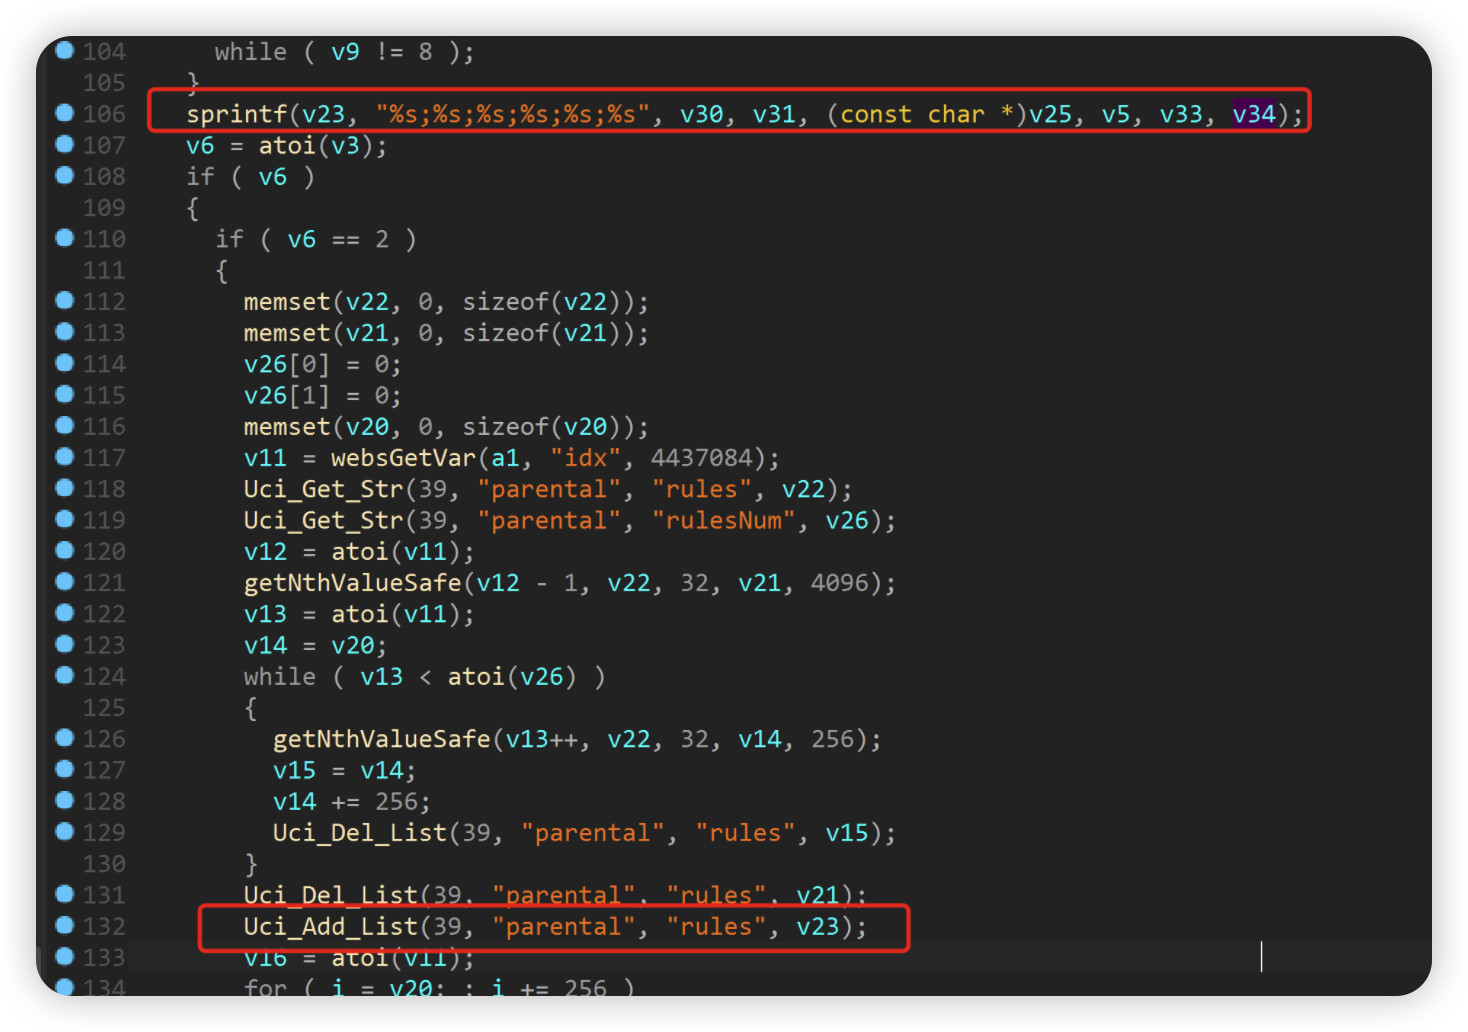 104 while ( v9 != 8 );
105 }
106 sprintf(v23, "%s;%s;%s;%s;%s;%s", v30, v31, (const char *)v25, v5, v33, v34);
107 v6 = atoi(v3);
108 if ( v6 )
109 {
110 if ( v6 == 2 )
111 {
112 memset(v22, 0, sizeof(v22));
113 memset(v21, 0, sizeof(v21));
114 v26[0] = 0;
115 v26[1] = 0;
116 memset(v20, 0, sizeof(v20));
117 v11 = websGetVar(a1, "idx", 4437084);
118 Uci_Get_Str(39, "parental", "rules", v22);
119 Uci_Get_Str(39, "parental", "rulesNum", v26);
120 v12 = atoi(v11);
121 getNthValueSafe(v12 - 1, v22, 32, v21, 4096);
122 v13 = atoi(v11);
123 v14 = v20;
124 while ( v13 < atoi(v26) )
125 {
126 getNthValueSafe(v13++, v22, 32, v14, 256);
127 v15 = v14;
128 v14 += 256;
129 Uci_Del_List(39, "parental", "rules", v15);
130 }
131 Uci_Del_List(39, "parental", "rules", v21);
132 Uci_Add_List(39, "parental", "rules", v23);
133 v16 = atoi(v11);
134 for ( i = v20; ; i += 256 )